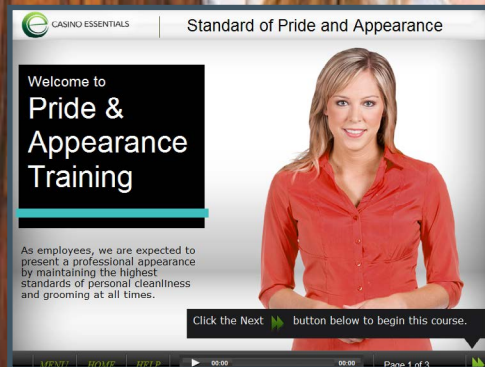 CASINO ESSENTIALS
Standard of Pride and Appearance
Welcome to
Pride &
Appearance
Training
As employees, we are expected to
present a professional appearance
by maintaining the highest
standards of personal cleanliness
and grooming at all times.
Click the Next button below to begin this course.
MENU HOME HELP 00:00 00:00 Page 1 of 3